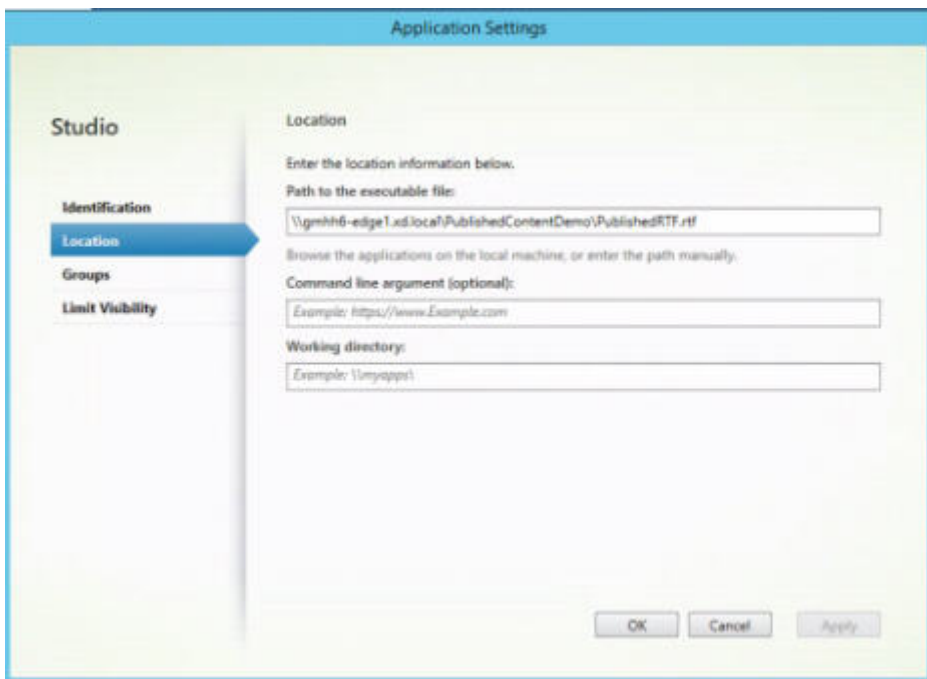 Application Settings
Studio
Identification
Location
Groups
Limit Visibility
Location
Enter the location information below.
Path to the executable file:
\\gmhh6-edge1.xd.local\PublishedContentDemo\PublishedRTF.rtf
Browse the applications on the local machine, or enter the path manually.
Command line argument (optional):
Example: https://www.Example.com
Working directory:
Example: \\myapps\
OK
Cancel
Apply